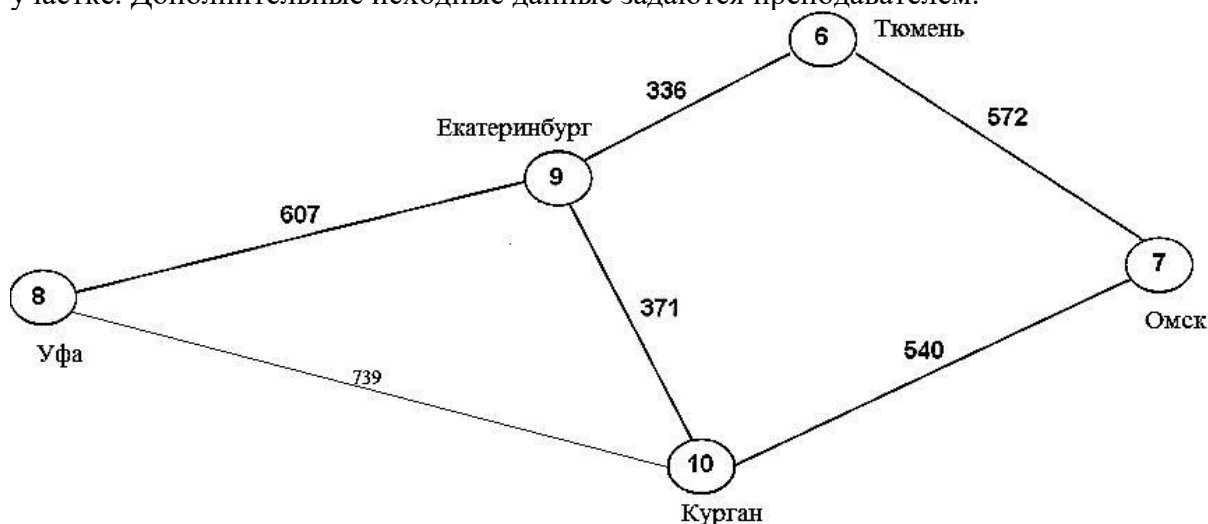 участке. Дополнительные исходные данные задаются преподавателем.
6
Тюмень
336
572
Екатеринбург
9
607
7
8
371
Омск
Уфа
540
739
10
Курган